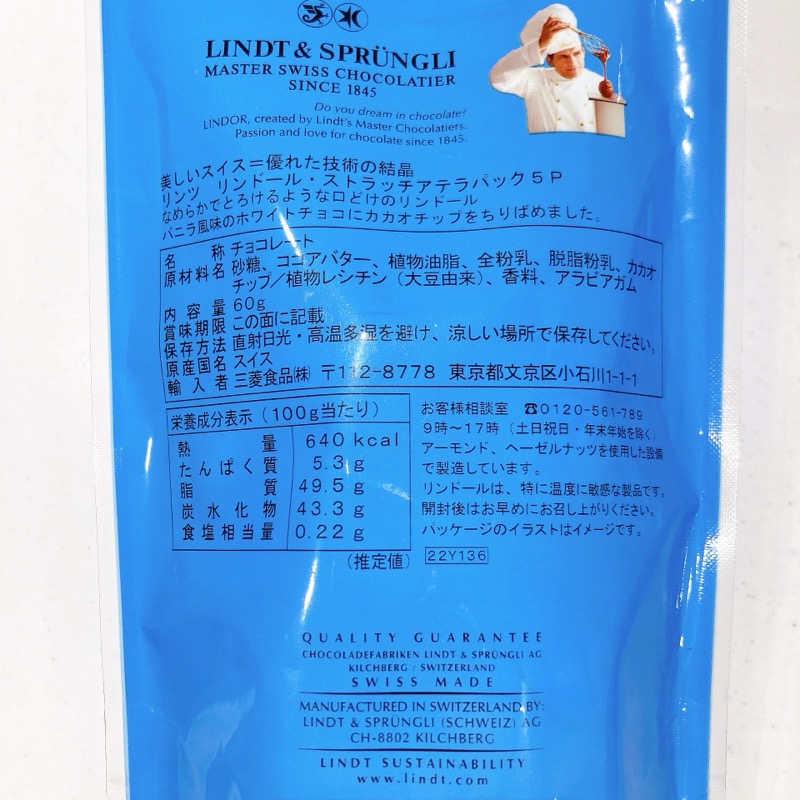 LINDT & SPRÜNGLI
MASTER SWISS CHOCOLATIER
SINCE 1845
Do you dream in chocolate?
LINDOR, created by Lindt's Master Chocolatiers.
Passion and love for chocolate since 1845.
美しいスイス=優れた技術の結晶
リンツ リンドール・ストラッチアテラパック5P
なめらかでとろけるような口どけのリンドール
バニラ風味のホワイトチョコにカカオチップをちりばめました。
名称 チョコレート
原材料名 砂糖、ココアバター、植物油脂、全粉乳、脱脂粉乳、カカオ
チップ/植物レシチン(大豆由来)、香料、アラビアガム
内容量 60g
賞味期限 この面に記載
保存方法 直射日光・高温多湿を避け、涼しい場所で保存してください。
原産国名 スイス
輸入者 三菱食品㈱ 〒112-8778 東京都文京区小石川1-1-1
栄養成分表示(100g当たり)
熱量 640 kcal
たんぱく質 5.3 g
脂質 49.5 g
炭水化物 43.3 g
食塩相当量 0.22 g
(推定値)
お客様相談室 ☎0120-561-789
9時〜17時(土日祝日・年末年始を除く)
アーモンド、ヘーゼルナッツを使用した設備
で製造しています。
リンドールは、特に温度に敏感な製品です。
開封後はお早めにお召し上がりください。
パッケージのイラストはイメージです。
22Y136
QUALITY GUARANTEE
CHOCOLADEFABRIKEN LINDT & SPRÜNGLI AG
KILCHBERG / SWITZERLAND
SWISS MADE
MANUFACTURED IN SWITZERLAND BY:
LINDT & SPRÜNGLI (SCHWEIZ) AG
CH-8802 KILCHBERG
LINDT SUSTAINABILITY
www.lindt.com